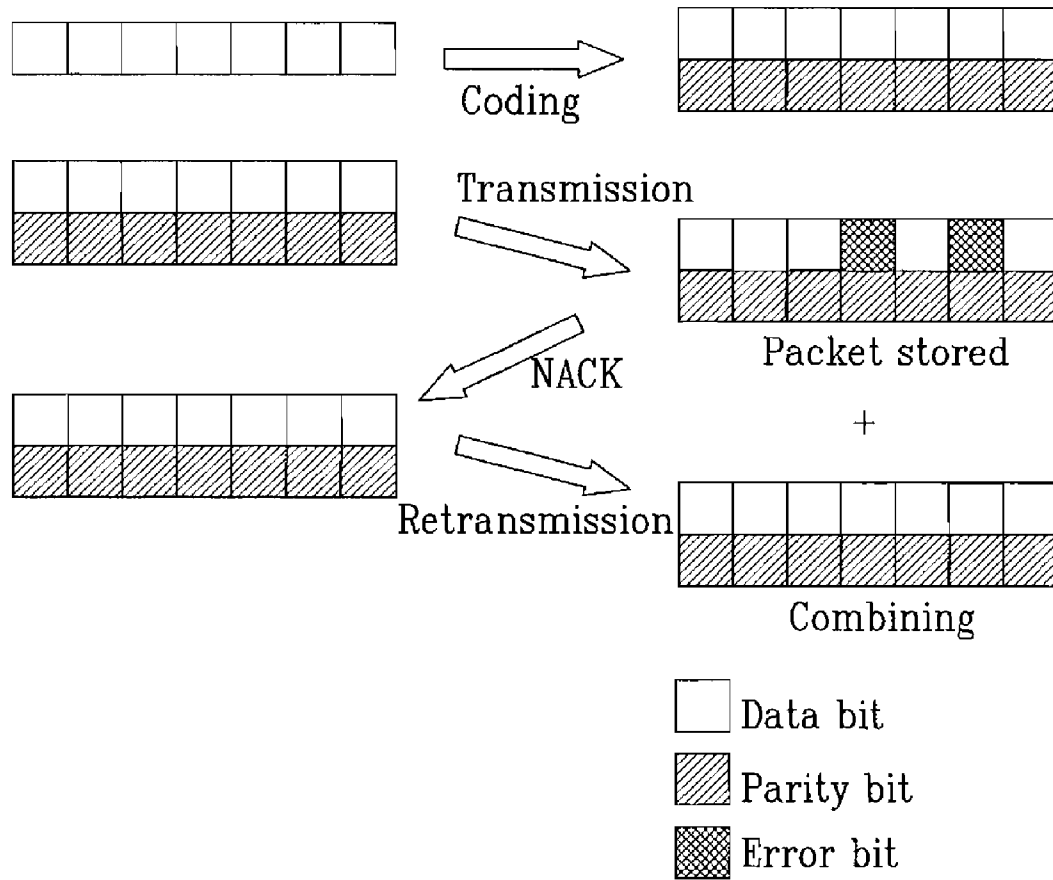 Coding
Transmission
Packet stored
NACK
+
Retransmission
Combining
Data bit
Parity bit
Error bit